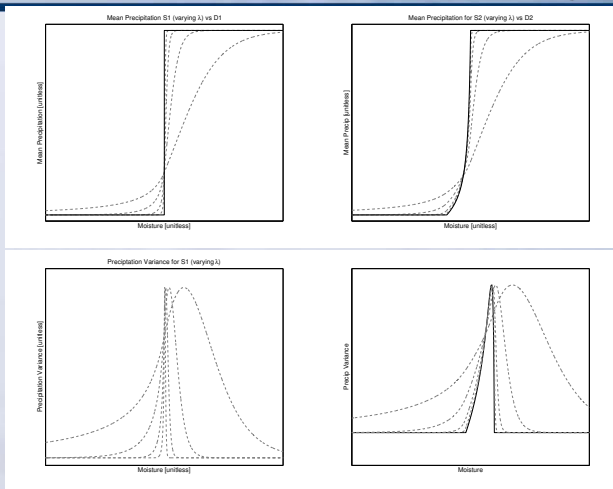 Mean Precipitation S1 (varying λ) vs D1
Mean Precipitation [unitless]
Moisture [unitless]
Mean Precipitation for S2 (varying λ) vs D2
Mean Precip [unitless]
Moisture [unitless]
Preciptation Variance for S1 (varying λ)
Precipitation Variance [unitless]
Moisture [unitless]
Precip Variance
Moisture